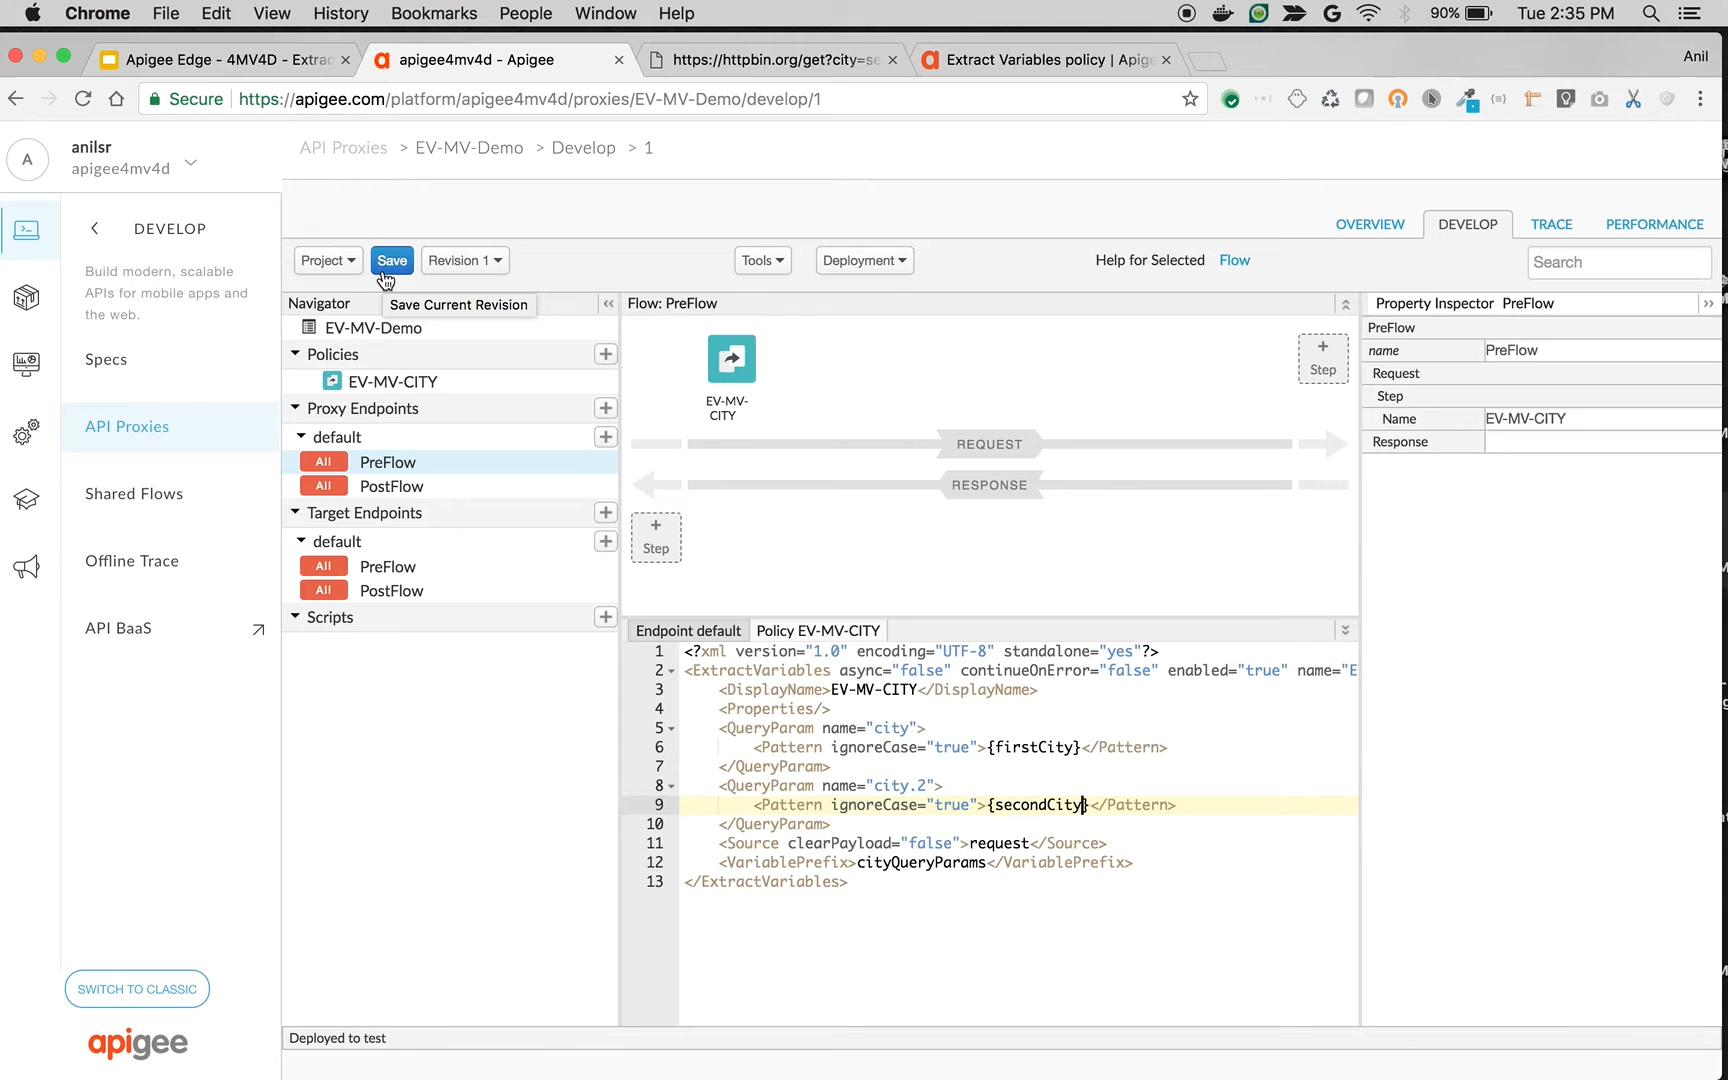 Chrome File Edit View History Bookmarks People Window Help 90% Tue 2:35 PM
Apigee Edge - 4MV4D - Extrac apigee4mv4d - Apigee https://httpbin.org/get?city=se Extract Variables policy | Apige Anil
Secure https://apigee.com/platform/apigee4mv4d/proxies/EV-MV-Demo/develop/1
A
anilsr
apigee4mv4d
API Proxies > EV-MV-Demo > Develop > 1
DEVELOP
Build modern, scalable
APIs for mobile apps and
the web.
Specs
API Proxies
Shared Flows
Offline Trace
API BaaS
SWITCH TO CLASSIC
apigee
OVERVIEW DEVELOP TRACE PERFORMANCE
Project Save Revision 1 Tools Deployment Help for Selected Flow Search
Save Current Revision
Navigator
EV-MV-Demo
Policies
EV-MV-CITY
Proxy Endpoints
default
All PreFlow
All PostFlow
Target Endpoints
default
All PreFlow
All PostFlow
Scripts
Flow: PreFlow
EV-MV-
CITY
+
Step
REQUEST
RESPONSE
+
Step
Endpoint default Policy EV-MV-CITY
1 <?xml version="1.0" encoding="UTF-8" standalone="yes"?>
2 <ExtractVariables async="false" continueOnError="false" enabled="true" name="E
3 <DisplayName>EV-MV-CITY</DisplayName>
4 <Properties/>
5 <QueryParam name="city">
6 <Pattern ignoreCase="true">{firstCity}</Pattern>
7 </QueryParam>
8 <QueryParam name="city.2">
9 <Pattern ignoreCase="true">{secondCity}</Pattern>
10 </QueryParam>
11 <Source clearPayload="false">request</Source>
12 <VariablePrefix>cityQueryParams</VariablePrefix>
13 </ExtractVariables>
Property Inspector PreFlow
PreFlow
name PreFlow
Request
Step
Name EV-MV-CITY
Response
Deployed to test